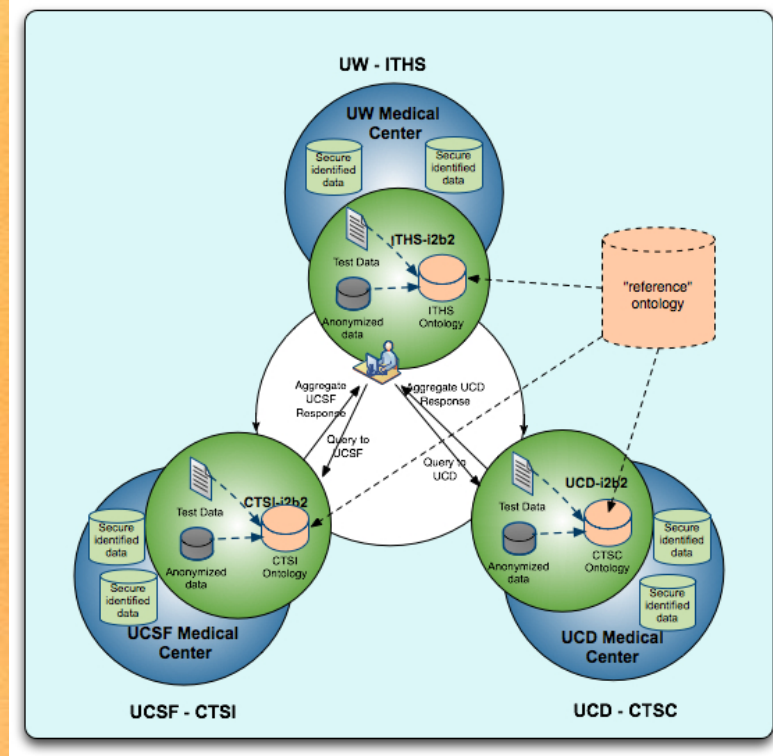 UW - ITHS
UW Medical
Center
Secure
identified
data
Secure
identified
data
ITHS-i2b2
Test Data
Anonymized
data
ITHS
Ontology
"reference"
ontology
Aggregate
UCSF
Response
Aggregate UCD
Response
Query to
UCSF
Query to
UCD
CTSI-i2b2
Test Data
Anonymized
data
CTSI
Ontology
Secure
identified
data
Secure
identified
data
UCSF Medical
Center
UCSF - CTSI
UCD-i2b2
Test Data
Anonymized
data
CTSC
Ontology
Secure
identified
data
Secure
identified
data
UCD Medical
Center
UCD - CTSC